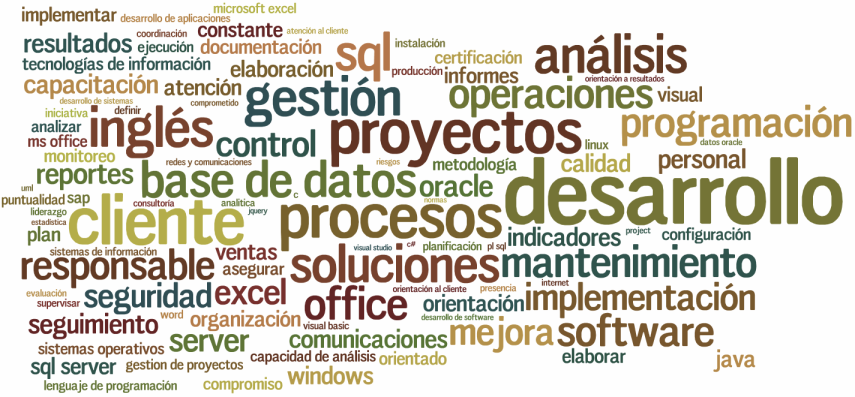 implementar
desarrollo de aplicaciones
microsoft excel
coordinación
constante
atención al cliente
resultados
ejecución
documentación
sql
instalación
análisis
tecnologías de información
elaboración
producción
certificación
informes
orientación a resultados
capacitación
atención
gestión
operaciones
visual
desarrollo de sistemas
comprometido
iniciativa
definir
inglés
programación
analizar
control
proyectos
linux
datos oracle
ms office
monitoreo
redes y comunicaciones
riesgos
metodología
calidad
personal
reportes
base de datos
oracle
desarrollo
uml
c
puntualidad
sap
consultoría
analítica
normas
liderazgo
cliente
jquery
procesos
estadística
plan
indicadores
project
configuración
sistemas de información
ventas
visual studio
c#
planificación
pl sql
responsable
asegurar
soluciones
mantenimiento
evaluación
seguridad
excel
orientación al cliente
presencia
internet
supervisar
office
orientación
implementación
seguimiento
word
organización
visual basic
desarrollo de software
mejora
software
sistemas operativos
server
comunicaciones
sql server
gestion de proyectos
capacidad de análisis
orientado
elaborar
java
lenguaje de programación
compromiso
windows